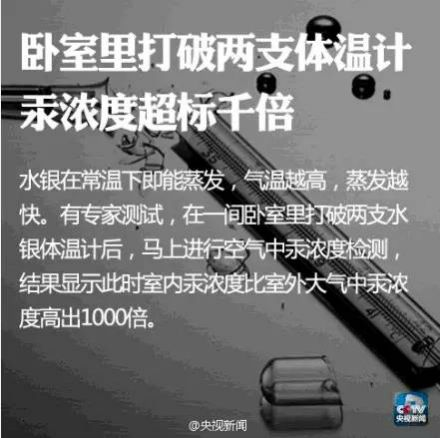 卧室里打破两支体温计
汞浓度超标千倍
水银在常温下即能蒸发，气温越高，蒸发越
快。有专家测试，在一间卧室里打破两支水
银体温计后，马上进行空气中汞浓度检测，
结果显示此时室内汞浓度比室外大气中汞浓
度高出1000倍。
CCTV
央视新闻
@央视新闻